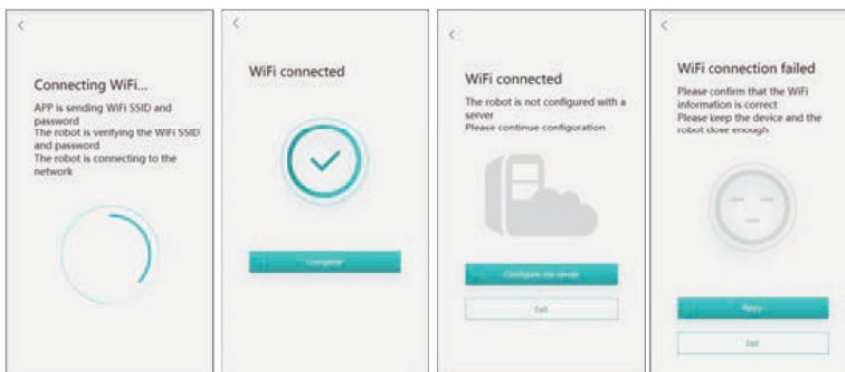 Connecting WiFi...
APP is sending WiFi SSID and
password
The robot is verifying the WiFi SSID
and password
The robot is connecting to the
network
WiFi connected
Complete
WiFi connected
The robot is not configured with a
server
Please continue configuration
Configure the server
Exit
WiFi connection failed
Please confirm that the WiFi
information is correct
Please keep the device and the
robot close enough
Retry
Exit